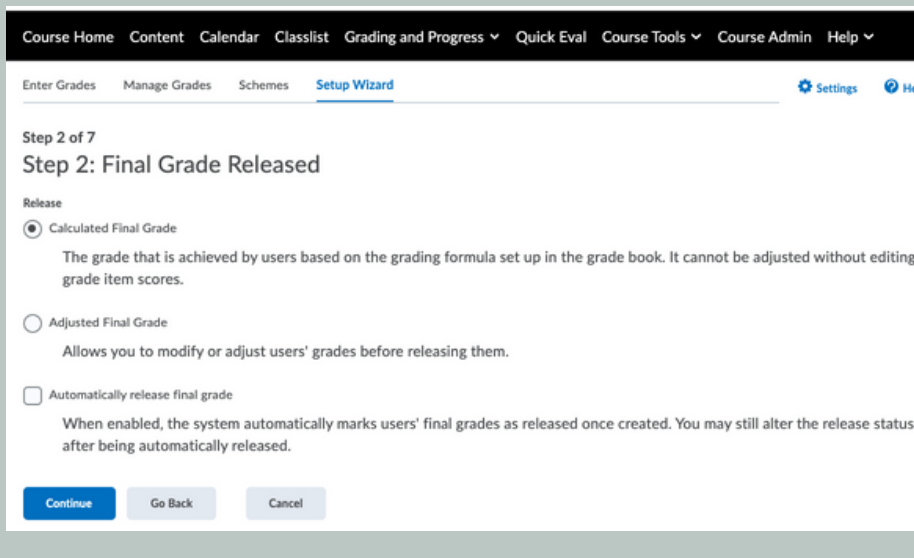 Course Home Content Calendar Classlist Grading and Progress Quick Eval Course Tools Course Admin Help
Enter Grades Manage Grades Schemes Setup Wizard Settings
Step 2 of 7
Step 2: Final Grade Released
Release
Calculated Final Grade
The grade that is achieved by users based on the grading formula set up in the grade book. It cannot be adjusted without editing
grade item scores.
Adjusted Final Grade
Allows you to modify or adjust users' grades before releasing them.
Automatically release final grade
When enabled, the system automatically marks users' final grades as released once created. You may still alter the release status
after being automatically released.
Continue Go Back Cancel